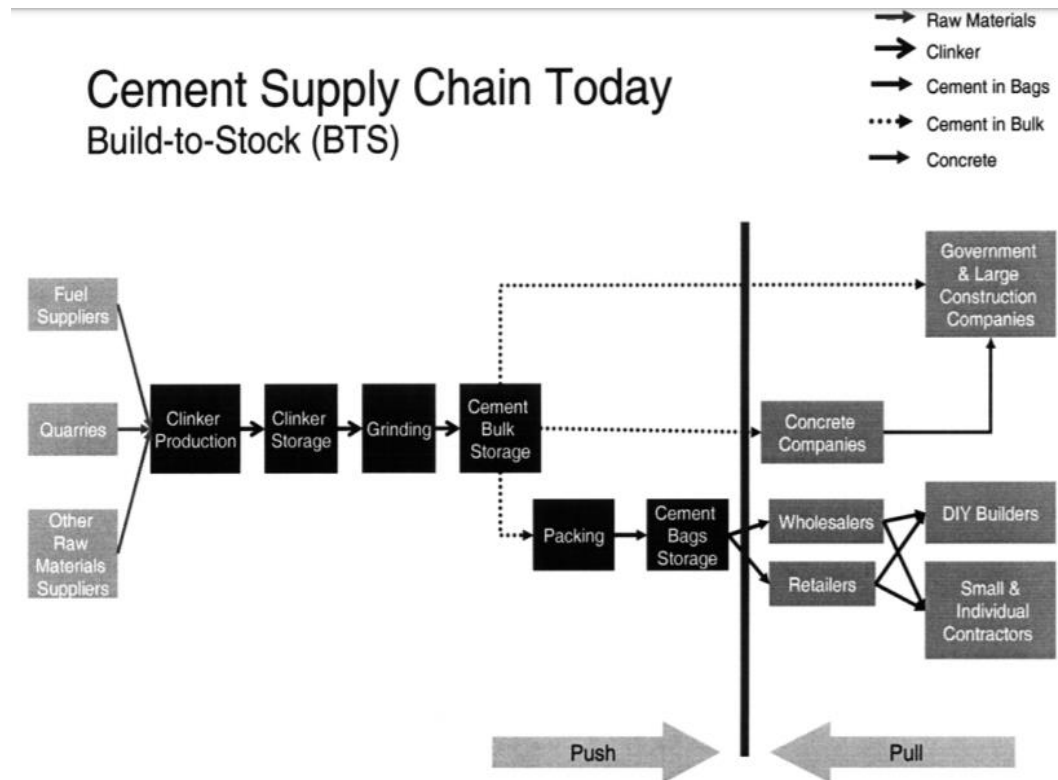 Raw Materials
Clinker
Cement in Bags
Cement in Bulk
Concrete
Cement Supply Chain Today
Build-to-Stock (BTS)
Fuel
Suppliers
Quarries
Other
Raw
Materials
Suppliers
Clinker
Production
Clinker
Storage
Grinding
Cement
Bulk
Storage
Packing
Cement
Bags
Storage
Government
& Large
Construction
Companies
Concrete
Companies
Wholesalers
Retailers
DIY Builders
Small &
Individual
Contractors
Push
Pull